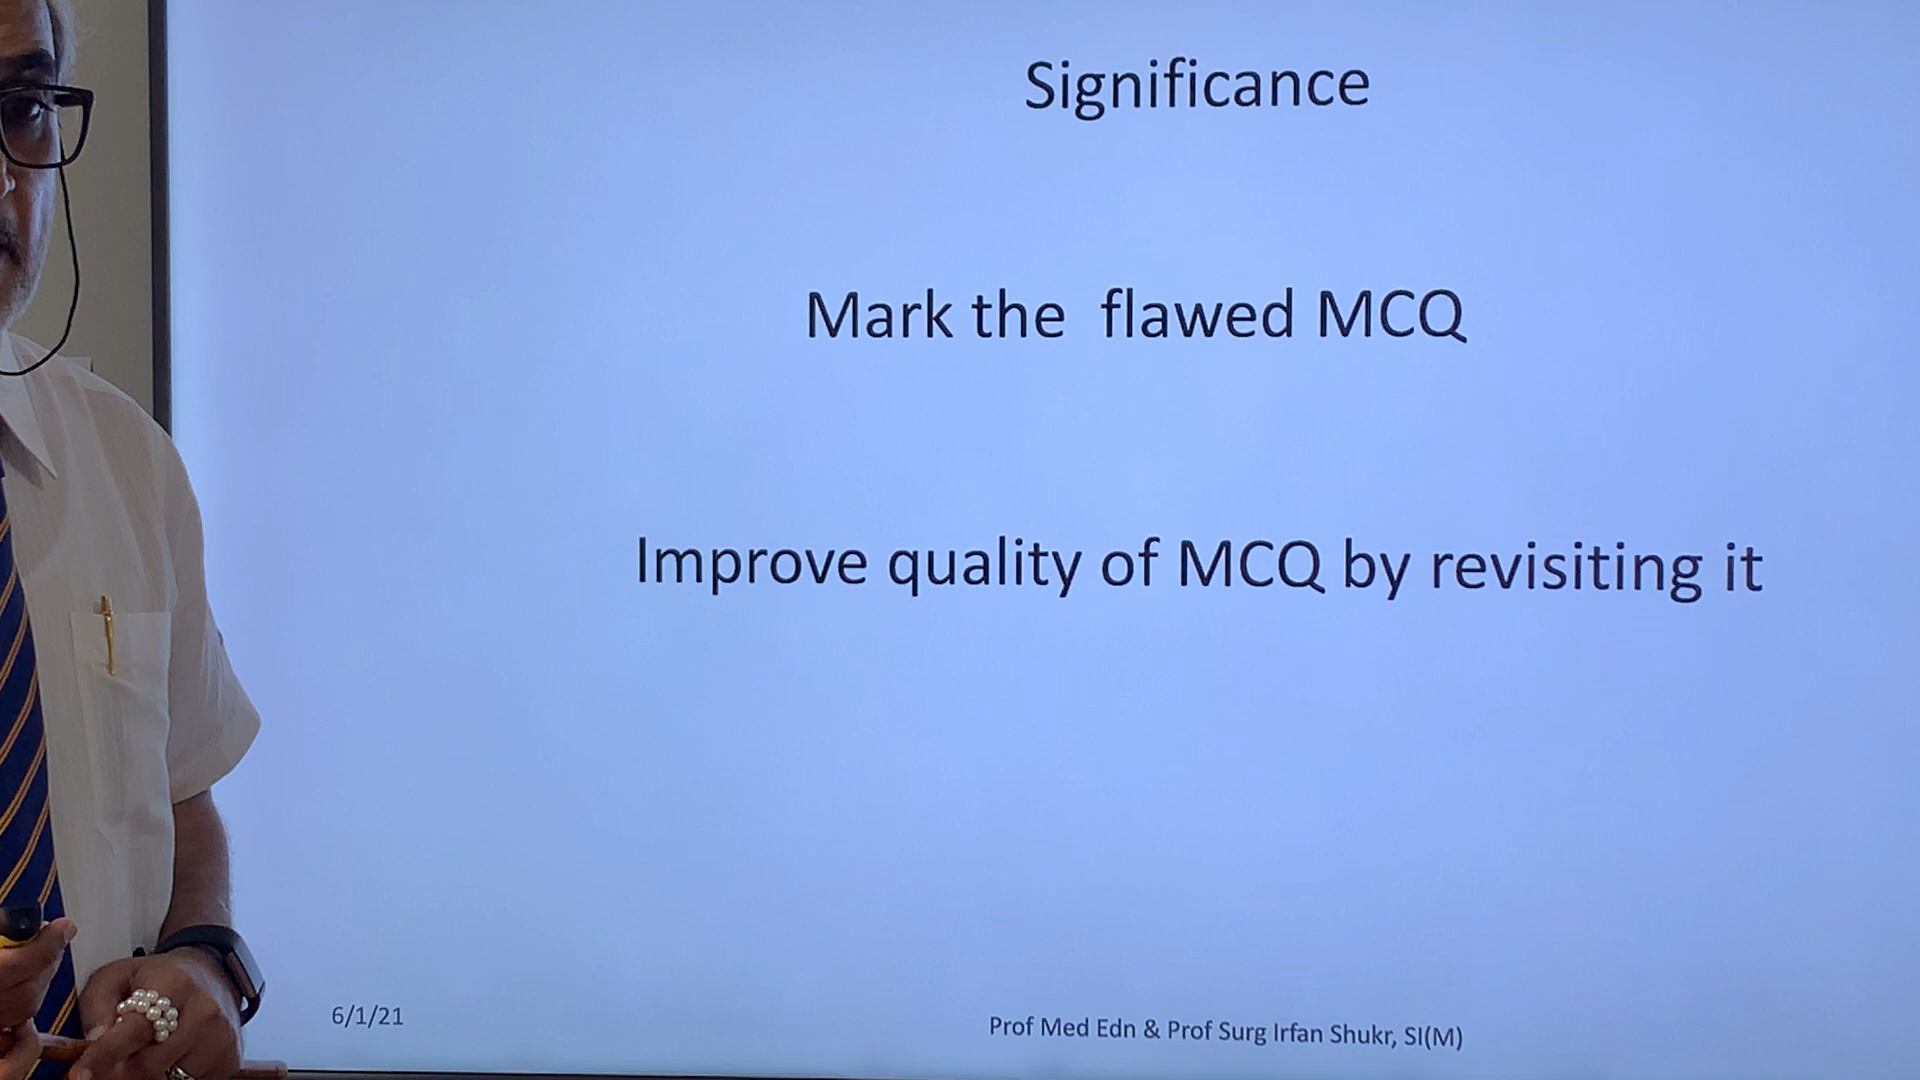 Significance
Mark the flawed MCQ
Improve quality of MCQ by revisiting it
6/1/21
Prof Med Edn & Prof Surg Irfan Shukr, SI(M)